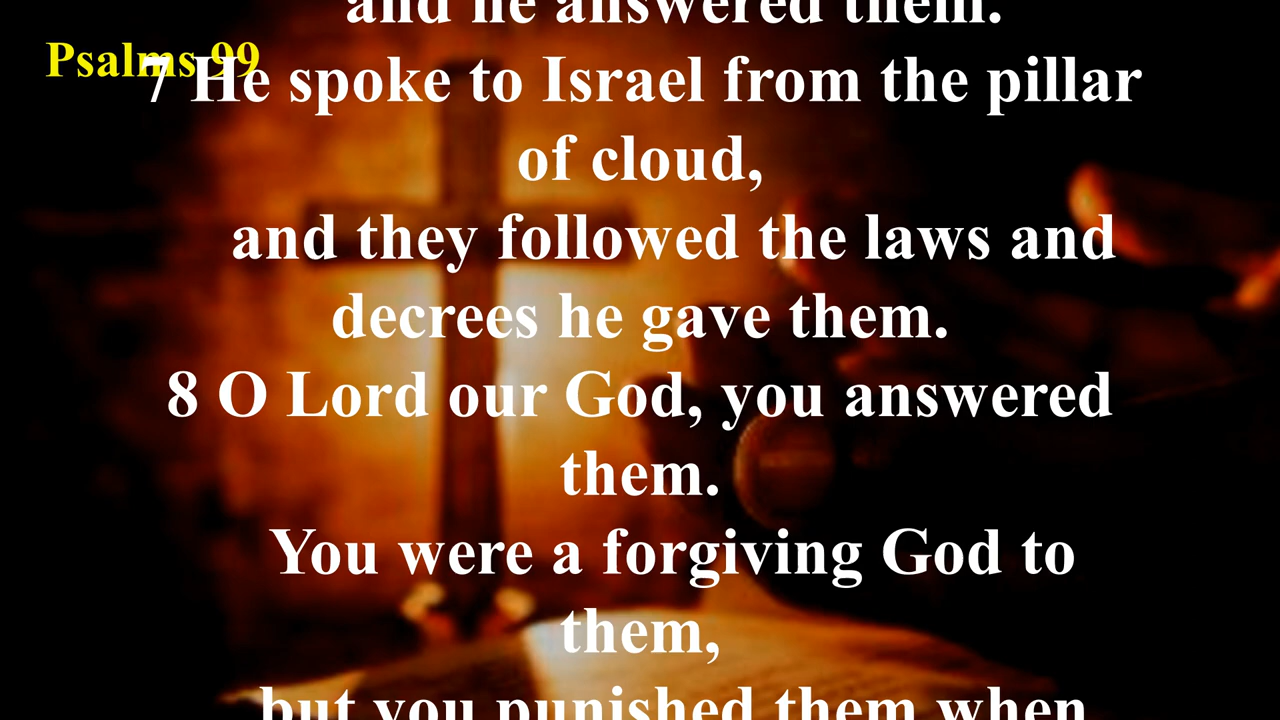 and he answered them.
Psalms 99
7 He spoke to Israel from the pillar
of cloud,
and they followed the laws and
decrees he gave them.
8 O Lord our God, you answered
them.
You were a forgiving God to
them,
but you punished them when